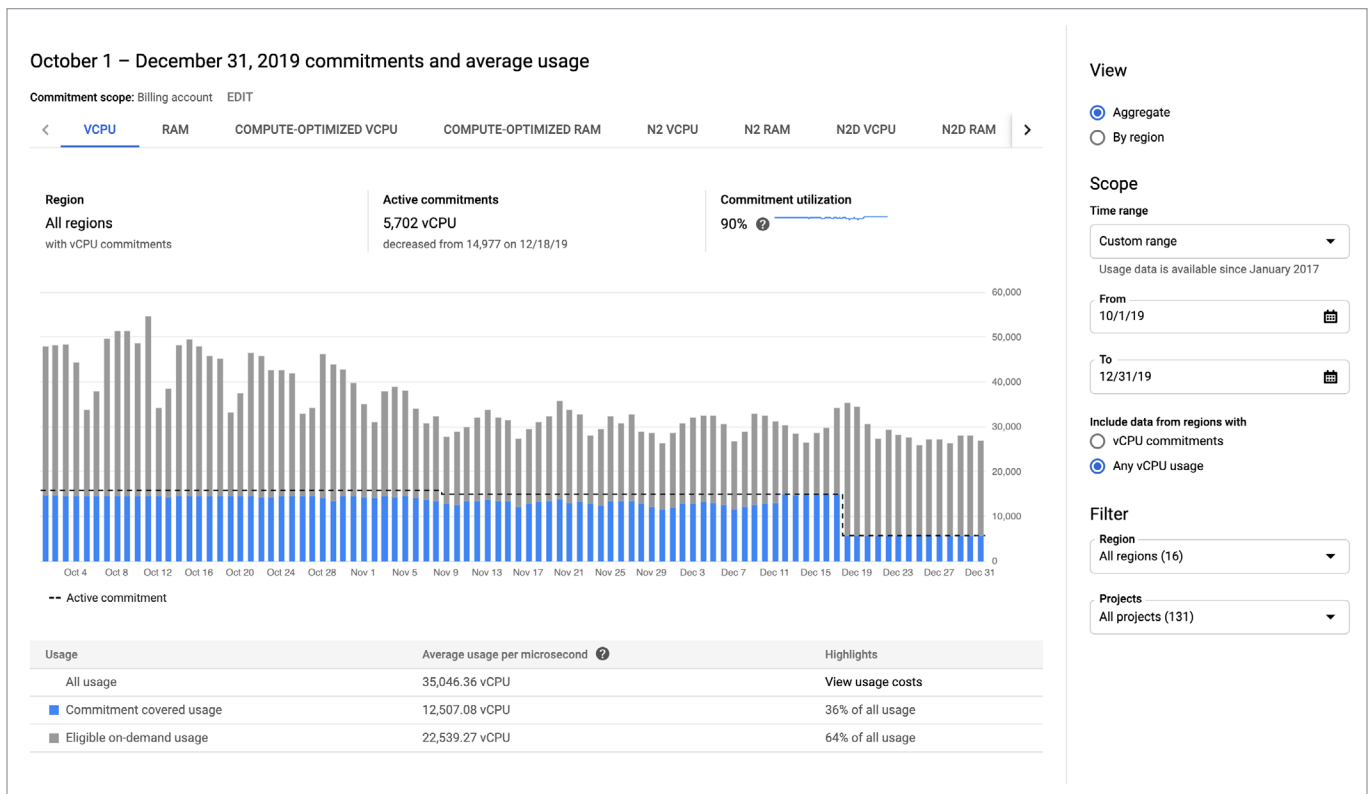 October 1 – December 31, 2019 commitments and average usage
Commitment scope: Billing account EDIT
VCPU RAM COMPUTE-OPTIMIZED VCPU COMPUTE-OPTIMIZED RAM N2 VCPU N2 RAM N2D VCPU N2D RAM
Region
All regions
with vCPU commitments
Active commitments
5,702 vCPU
decreased from 14,977 on 12/18/19
Commitment utilization
90% ?
60,000
50,000
40,000
30,000
20,000
10,000
0
Oct 4 Oct 8 Oct 12 Oct 16 Oct 20 Oct 24 Oct 28 Nov 1 Nov 5 Nov 9 Nov 13 Nov 17 Nov 21 Nov 25 Nov 29 Dec 3 Dec 7 Dec 11 Dec 15 Dec 19 Dec 23 Dec 27 Dec 31
Active commitment
Usage Average usage per microsecond ? Highlights
All usage 35,046.36 vCPU View usage costs
Commitment covered usage 12,507.08 vCPU 36% of all usage
Eligible on-demand usage 22,539.27 vCPU 64% of all usage
View
Aggregate
By region
Scope
Time range
Custom range
Usage data is available since January 2017
From
10/1/19
To
12/31/19
Include data from regions with
vCPU commitments
Any vCPU usage
Filter
Region
All regions (16)
Projects
All projects (131)